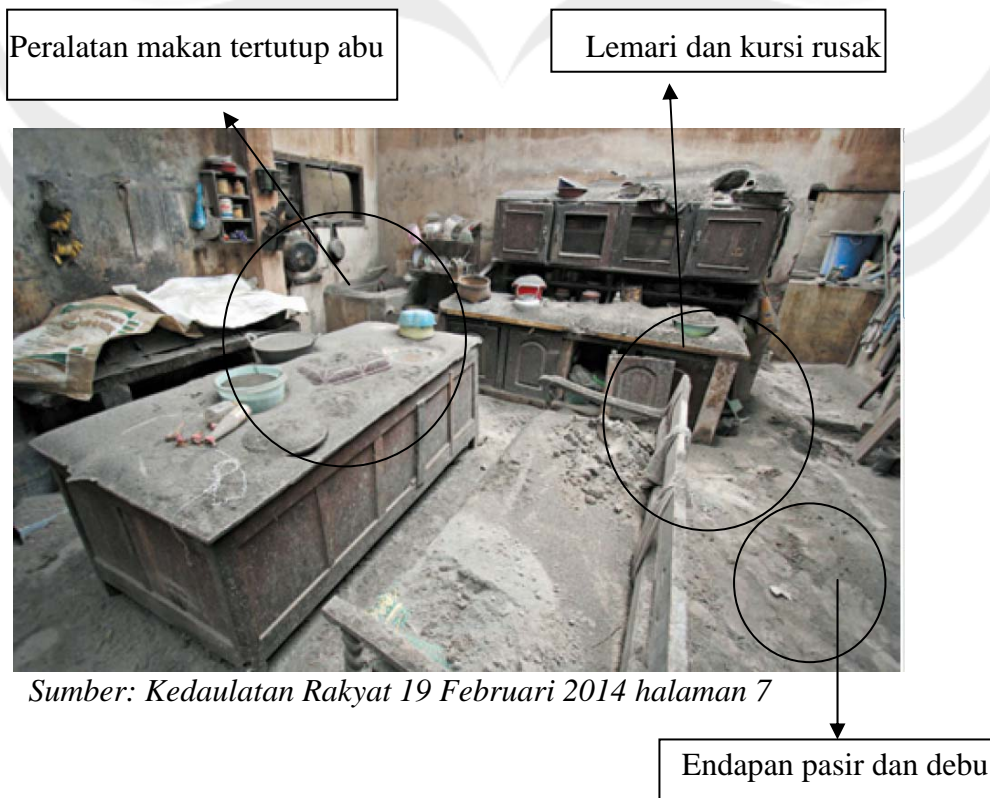 Peralatan makan tertutup abu
Lemari dan kursi rusak
Sumber: Kedaulatan Rakyat 19 Februari 2014 halaman 7
Endapan pasir dan debu